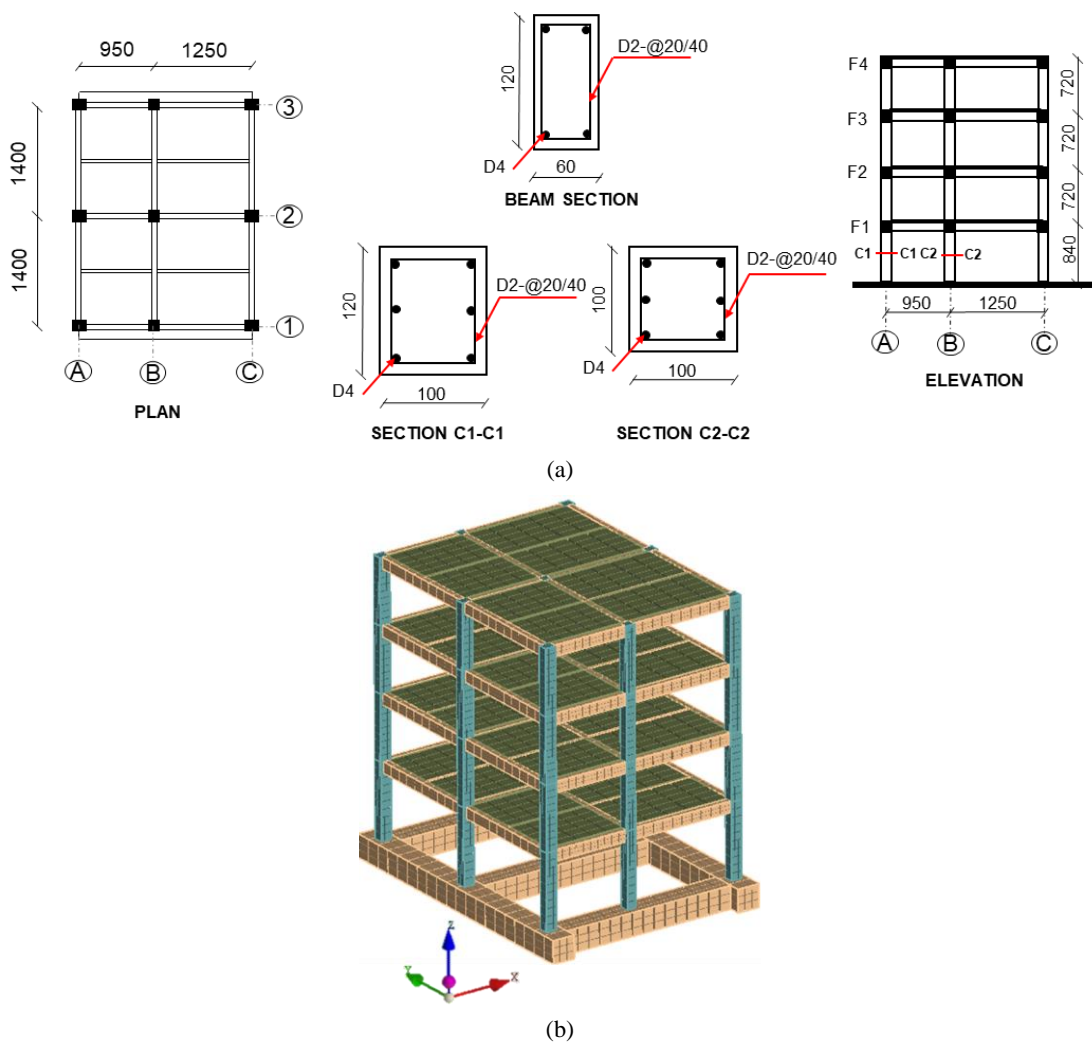 950
1250
1400
1400
3
2
1
A
B
C
PLAN
120
D2-@20/40
D4
60
BEAM SECTION
120
D2-@20/40
D4
100
SECTION C1-C1
100
D2-@20/40
D4
100
SECTION C2-C2
F4
F3
F2
F1
720
720
720
840
C1
C1
C2
C2
950
1250
A
B
C
ELEVATION
(a)
Z
Y
X
(b)